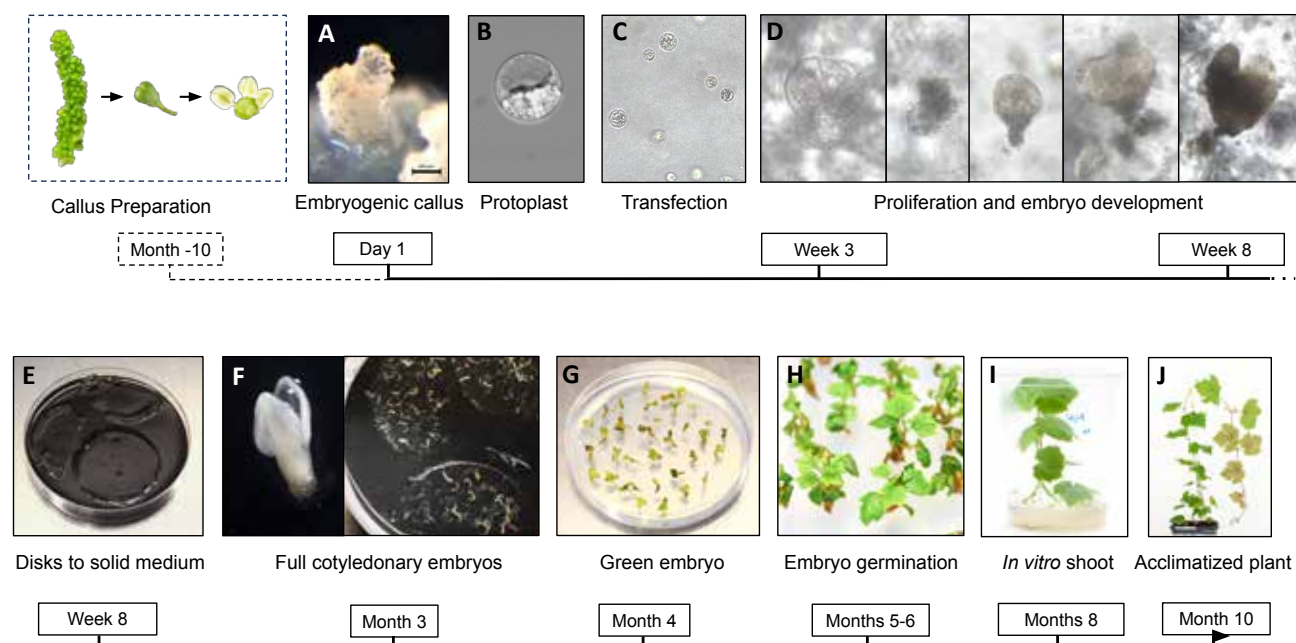 A
B
C
D
Callus Preparation
Embryogenic callus
Protoplast
Transfection
Proliferation and embryo development
Month -10
Day 1
Week 3
Week 8
E
F
G
H
I
J
Disks to solid medium
Full cotyledonary embryos
Green embryo
Embryo germination
In vitro shoot
Acclimatized plant
Week 8
Month 3
Month 4
Months 5-6
Months 8
Month 10